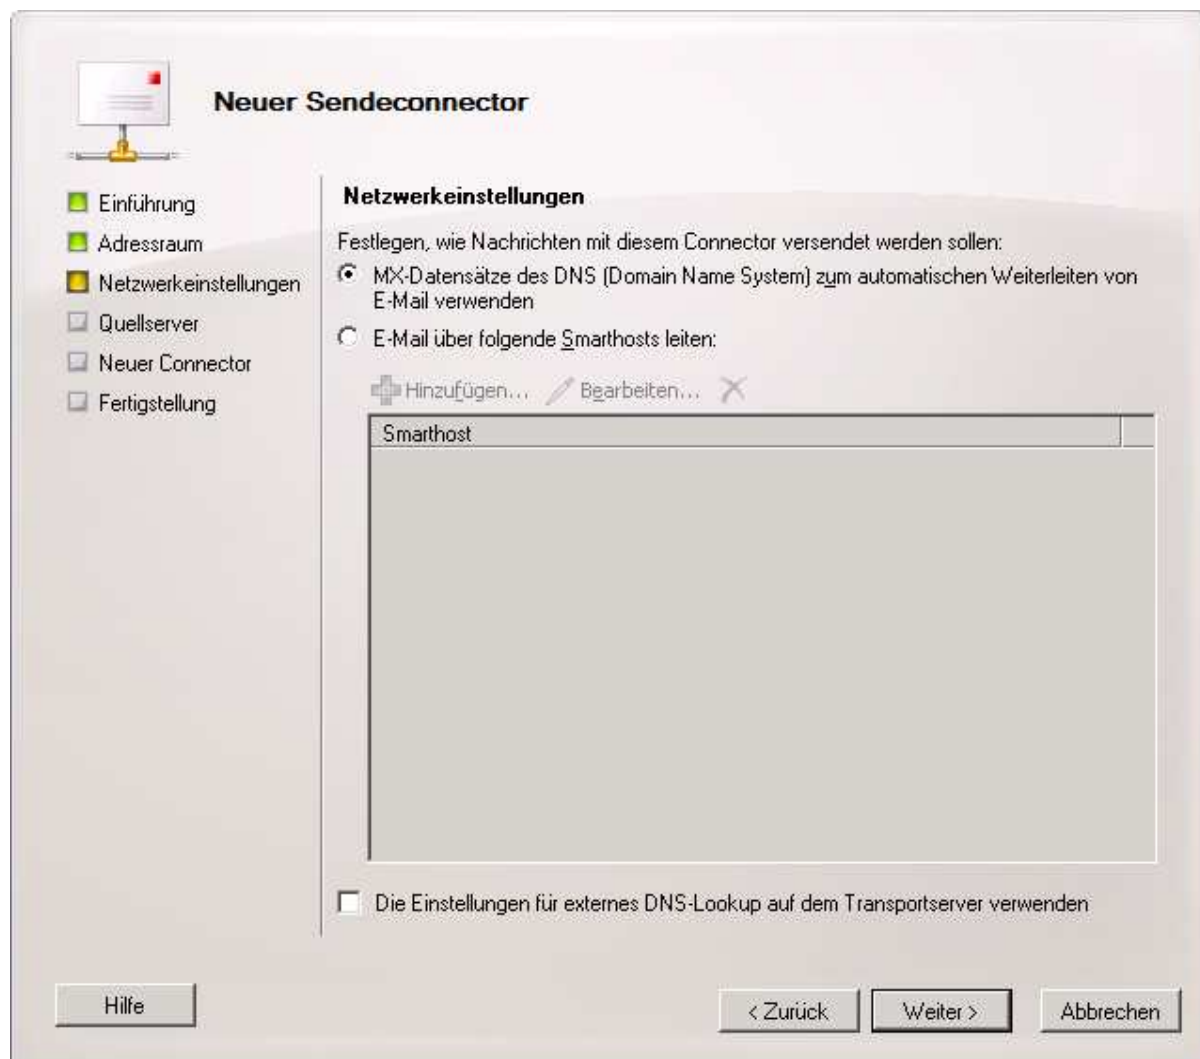 Neuer Sendeconnector
Einführung
Adressraum
Netzwerkeinstellungen
Quellserver
Neuer Connector
Fertigstellung
Netzwerkeinstellungen
Festlegen, wie Nachrichten mit diesem Connector versendet werden sollen:
MX-Datensätze des DNS (Domain Name System) zum automatischen Weiterleiten von
E-Mail verwenden
E-Mail über folgende Smarthosts leiten:
Hinzufügen... Bearbeiten...
Smarthost
Die Einstellungen für externes DNS-Lookup auf dem Transportserver verwenden
Hilfe < Zurück Weiter > Abbrechen